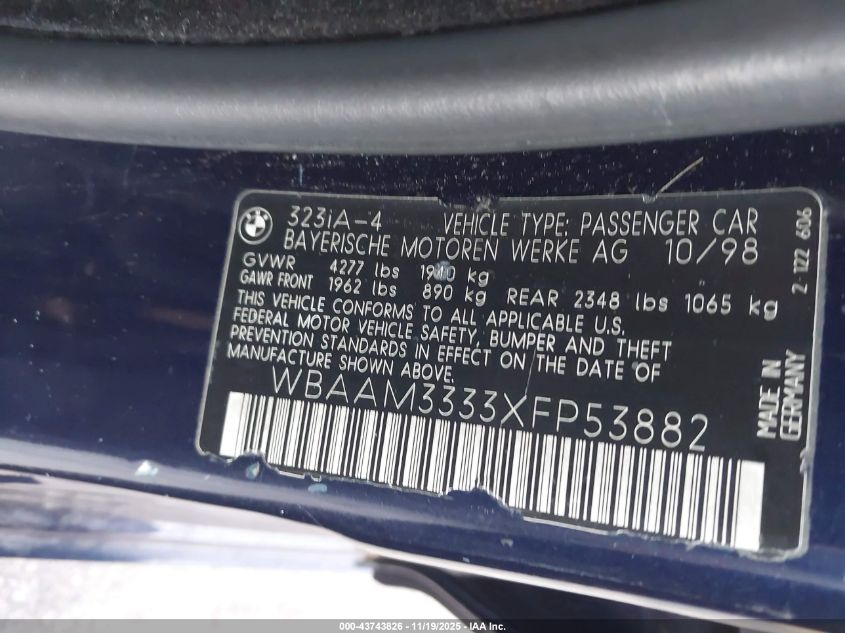 BMW
323iA-4 VEHICLE TYPE: PASSENGER CAR
BAYERISCHE MOTOREN WERKE AG 10/98
GVWR 4277 lbs 1940 kg
GAWR FRONT 1962 lbs 890 kg REAR 2348 lbs 1065 kg
THIS VEHICLE CONFORMS TO ALL APPLICABLE U.S.
FEDERAL MOTOR VEHICLE SAFETY, BUMPER AND THEFT
PREVENTION STANDARDS IN EFFECT ON THE DATE OF
MANUFACTURE SHOWN ABOVE.
WBAAM3333XFP53882
2-122 606
MADE IN
GERMANY
000-43743826 - 11/19/2025 - IAA Inc.